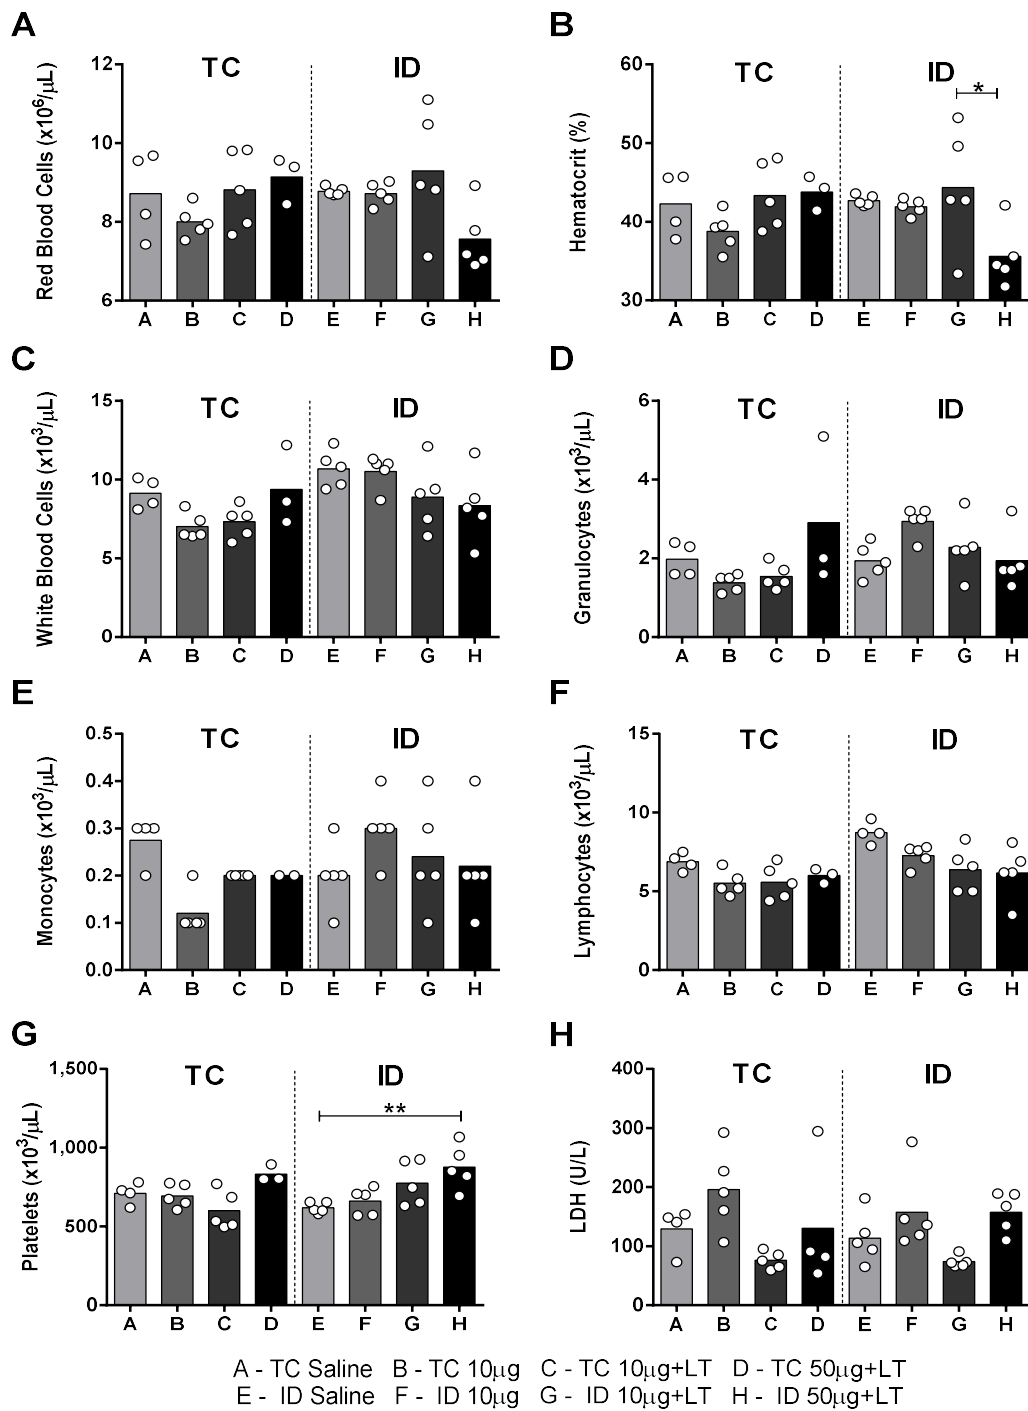 A
Red Blood Cells (x10⁶/µL)
12
10
8
6
TC
ID
A B C D E F G H
B
Hematocrit (%)
60
50
40
30
TC
ID
*
A B C D E F G H
C
White Blood Cells (x10³/µL)
15
10
5
0
TC
ID
A B C D E F G H
D
Granulocytes (x10³/µL)
6
4
2
0
TC
ID
A B C D E F G H
E
Monocytes (x10³/µL)
0.5
0.4
0.3
0.2
0.1
0.0
TC
ID
A B C D E F G H
F
Lymphocytes (x10³/µL)
15
10
5
0
TC
ID
A B C D E F G H
G
Platelets (x10³/µL)
1,500
1,000
500
0
TC
ID
**
A B C D E F G H
H
LDH (U/L)
400
300
200
100
0
TC
ID
A B C D E F G H
A - TC Saline B - TC 10µg C - TC 10µg+LT D - TC 50µg+LT
E - ID Saline F - ID 10µg G - ID 10µg+LT H - ID 50µg+LT